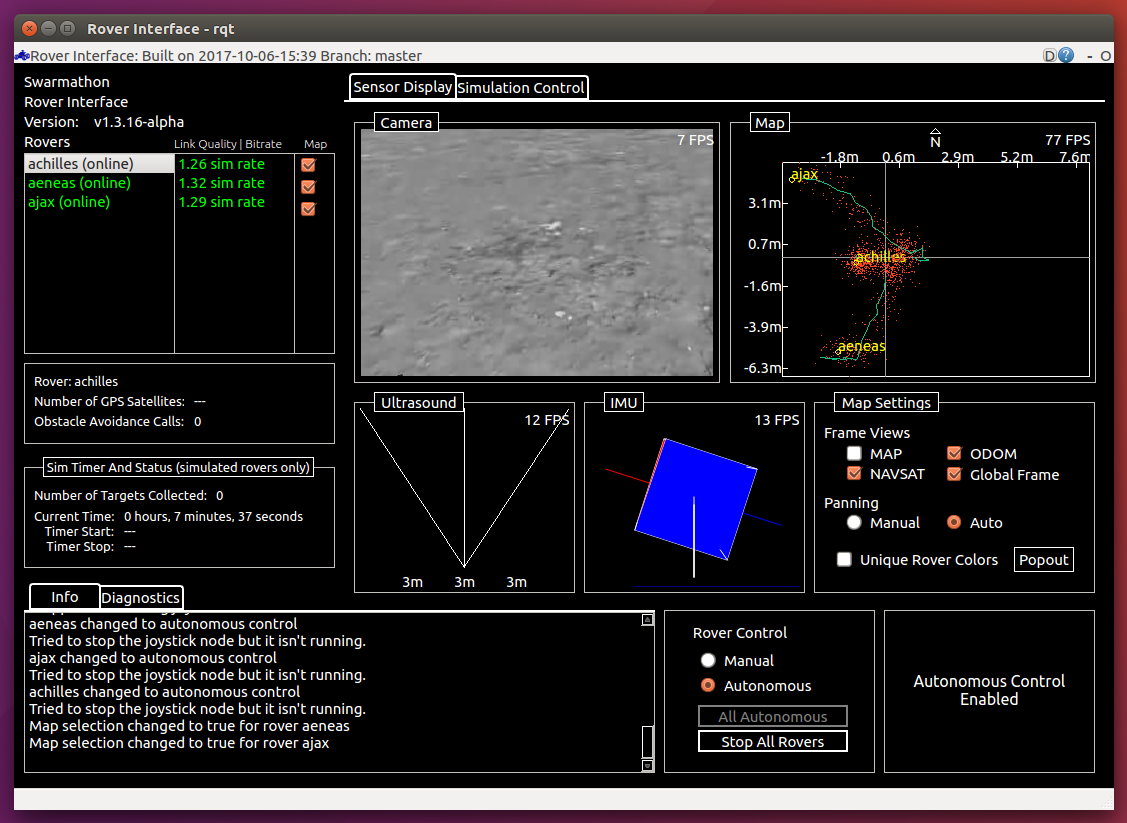 Rover Interface - rqt
Rover Interface: Built on 2017-10-06-15:39 Branch: master
D ? - O
Swarmathon
Rover Interface
Version: v1.3.16-alpha
Rovers Link Quality | Bitrate Map
achilles (online) 1.26 sim rate
aeneas (online) 1.32 sim rate
ajax (online) 1.29 sim rate
Rover: achilles
Number of GPS Satellites: ---
Obstacle Avoidance Calls: 0
Sim Timer And Status (simulated rovers only)
Number of Targets Collected: 0
Current Time: 0 hours, 7 minutes, 37 seconds
Timer Start: ---
Timer Stop: ---
Sensor Display Simulation Control
Camera
7 FPS
Map
N
77 FPS
-1.8m 0.6m 2.9m 5.2m 7.6m
3.1m
0.7m
-1.6m
-3.9m
-6.3m
ajax
achilles
aeneas
Ultrasound
12 FPS
3m 3m 3m
IMU
13 FPS
Map Settings
Frame Views
MAP ODOM
NAVSAT Global Frame
Panning
Manual Auto
Unique Rover Colors Popout
Info Diagnostics
aeneas changed to autonomous control
Tried to stop the joystick node but it isn't running.
ajax changed to autonomous control
Tried to stop the joystick node but it isn't running.
achilles changed to autonomous control
Tried to stop the joystick node but it isn't running.
Map selection changed to true for rover aeneas
Map selection changed to true for rover ajax
Rover Control
Manual
Autonomous
All Autonomous
Stop All Rovers
Autonomous Control
Enabled